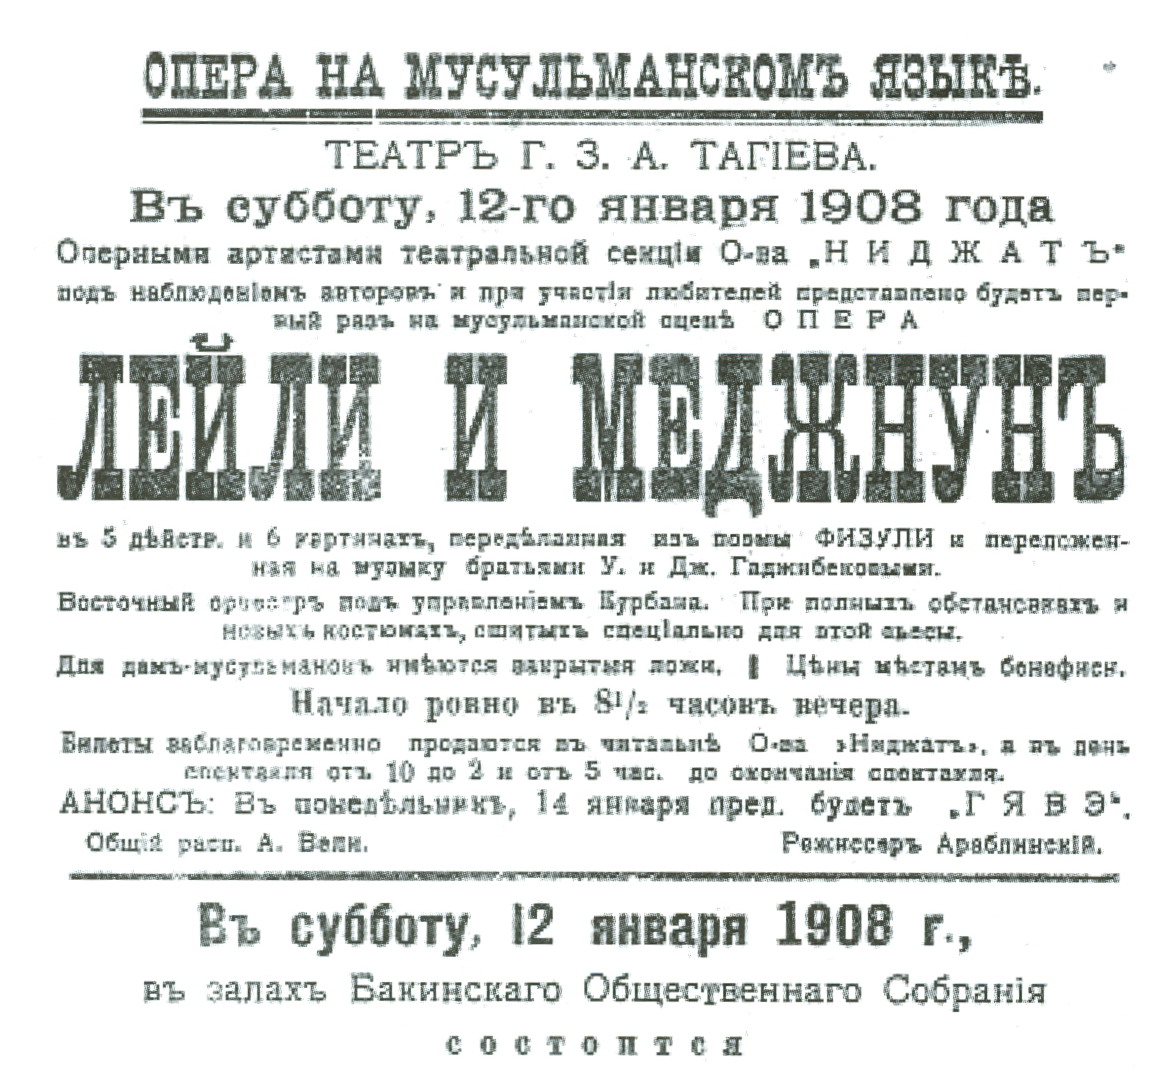 ОПЕРА НА МУСУЛЬМАНСКОМЪ ЯЗЫКѢ.
ТЕАТРЪ Г. З. А. ТАГІЕВА.
Въ субботу, 12-го января 1908 года
Оперными артистами театральной секціи О-ва „НИДЖАТЪ“
подъ наблюденіемъ авторовъ и при участіи любителей представлено будетъ пер-
вый разъ на мусульманской сценѣ ОПЕРА
ЛЕЙЛИ И МЕДЖНУНЪ
въ 5 дѣйств. и 6 картинахъ, передѣланная изъ поэмы ФИЗУЛИ и переложен-
ная на музыку братьями У. и Дж. Гаджибековыми.
Восточный оркестръ подъ управленіемъ Курбана. При полныхъ обстановкахъ и
новыхъ костюмахъ, сшитыхъ спеціально для этой пьесы.
Для дамъ-мусульманокъ имѣются закрытыя ложи. | Цѣны мѣстамъ бенефисн.
Начало ровно въ 8¹/₂ часовъ вечера.
Билеты заблаговременно продаются въ читальнѣ О-ва »Ниджатъ», а въ день
спектакля отъ 10 до 2 и отъ 5 час. до окончанія спектакля.
АНОНСЪ: Въ понедѣльникъ, 14 января пред. будетъ „ГЯВЭ“.
Общій расп. А. Вели. Режиссеръ Араблинскій.
Въ субботу, 12 января 1908 г.,
въ залахъ Бакинскаго Общественнаго Собранія
состоится